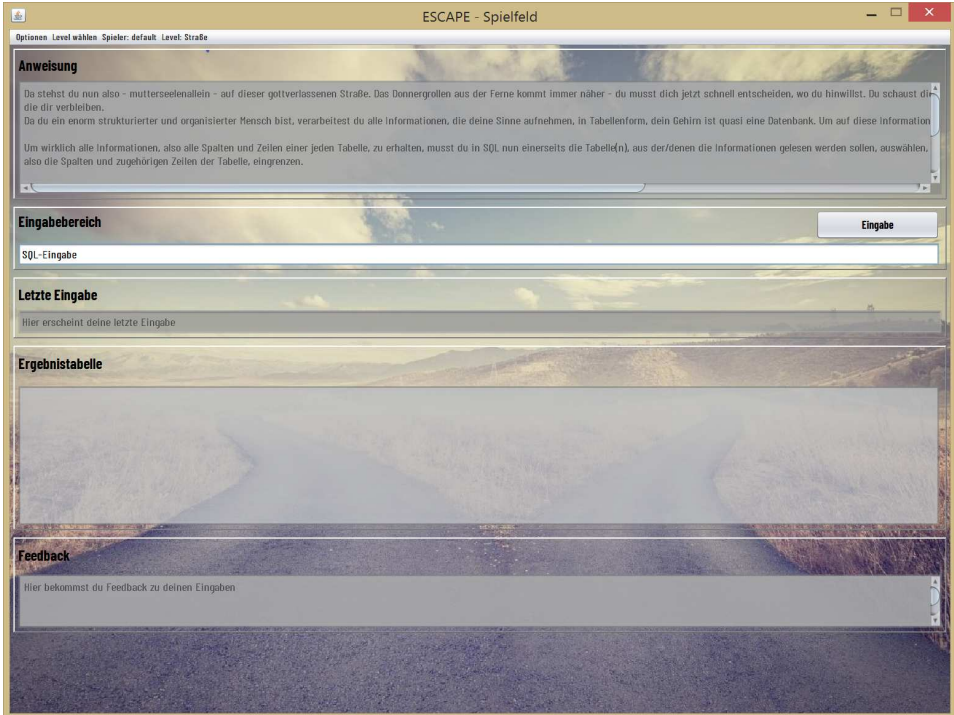 ESCAPE - Spielfeld
Optionen Level wählen Spieler: default Level: Straße
Anweisung
Da stehst du nun also - mutterseelenallein - auf dieser gottverlassenen Straße. Das Donnergrollen aus der Ferne kommt immer näher - du musst dich jetzt schnell entscheiden, wo du hinwillst. Du schaust
die dir verbleiben.
Da du ein enorm strukturierter und organisierter Mensch bist, verarbeitest du alle Informationen, die deine Sinne aufnehmen, in Tabellenform, dein Gehirn ist quasi eine Datenbank. Um auf diese Information
Um wirklich alle Informationen, also alle Spalten und Zeilen einer jeden Tabelle, zu erhalten, musst du in SQL nun einerseits die Tabelle(n), aus der/denen die Informationen gelesen werden sollen, auswählen,
also die Spalten und zugehörigen Zeilen der Tabelle, eingrenzen.
Eingabebereich
Eingabe
SQL-Eingabe
Letzte Eingabe
Hier erscheint deine letzte Eingabe
Ergebnistabelle
Feedback
Hier bekommst du Feedback zu deinen Eingaben